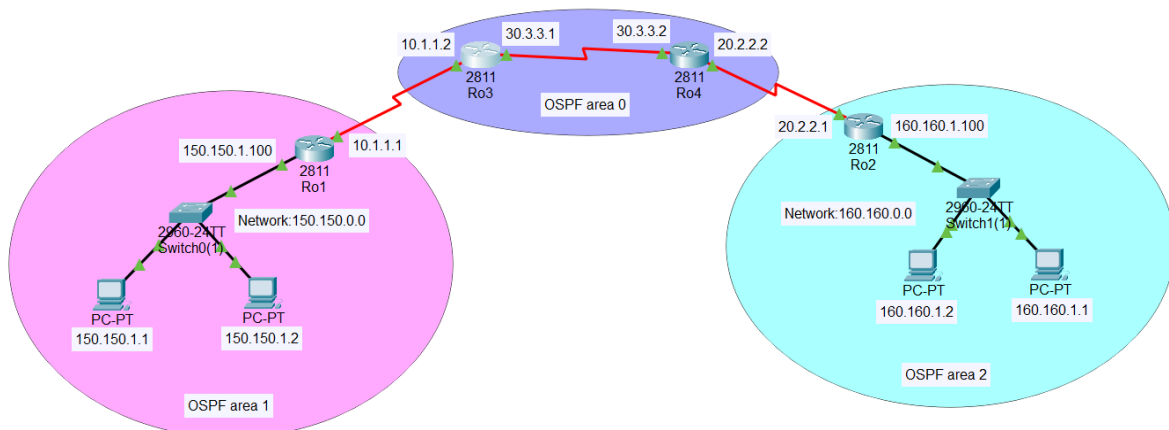 10.1.1.2
30.3.3.1
30.3.3.2
20.2.2.2
2811
Ro3
2811
Ro4
OSPF area 0
150.150.1.100
10.1.1.1
2811
Ro1
Network:150.150.0.0
2960-24TT
Switch0(1)
PC-PT
150.150.1.1
PC-PT
150.150.1.2
OSPF area 1
20.2.2.1
160.160.1.100
2811
Ro2
Network:160.160.0.0
2960-24TT
Switch1(1)
PC-PT
160.160.1.2
PC-PT
160.160.1.1
OSPF area 2